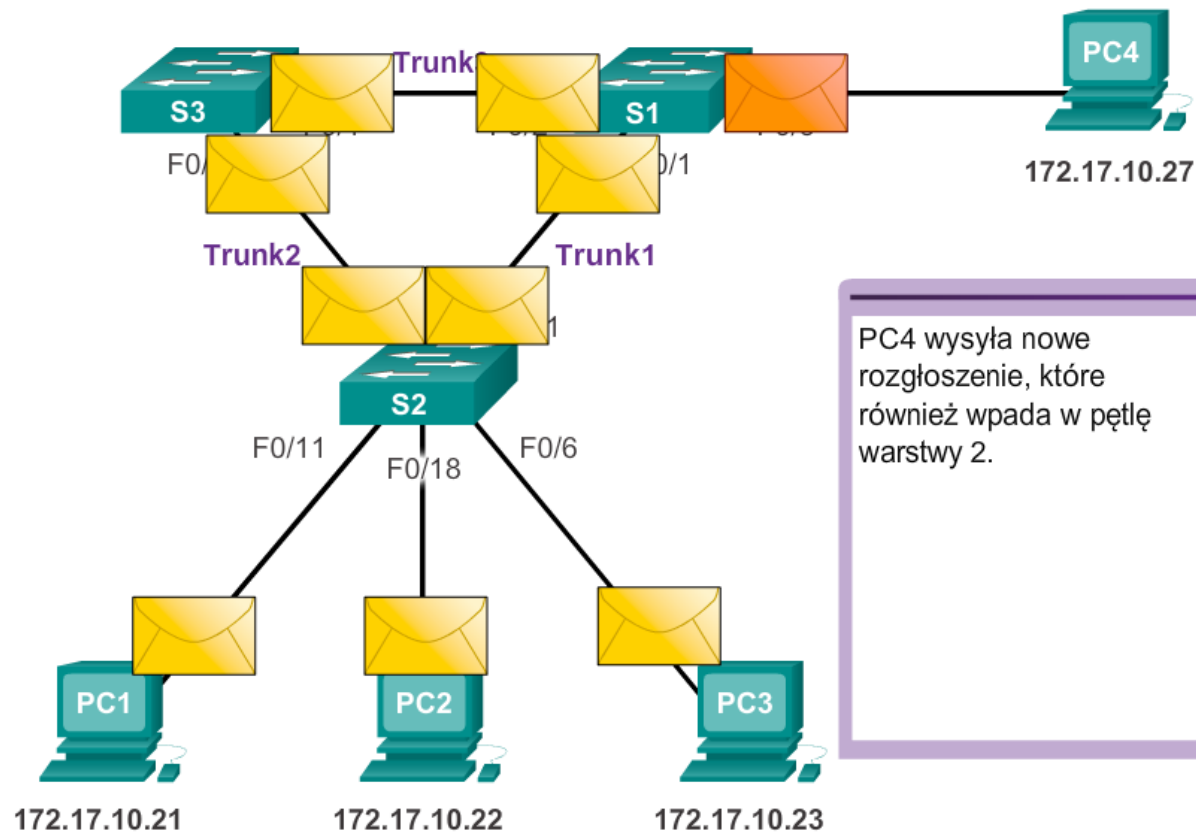 Trunk
S3
S1
PC4
F0/
0/1
172.17.10.27
Trunk2
Trunk1
1
S2
F0/11
F0/18
F0/6
PC4 wysyła nowe
rozgłoszenie, które
również wpada w pętlę
warstwy 2.
PC1
PC2
PC3
172.17.10.21
172.17.10.22
172.17.10.23